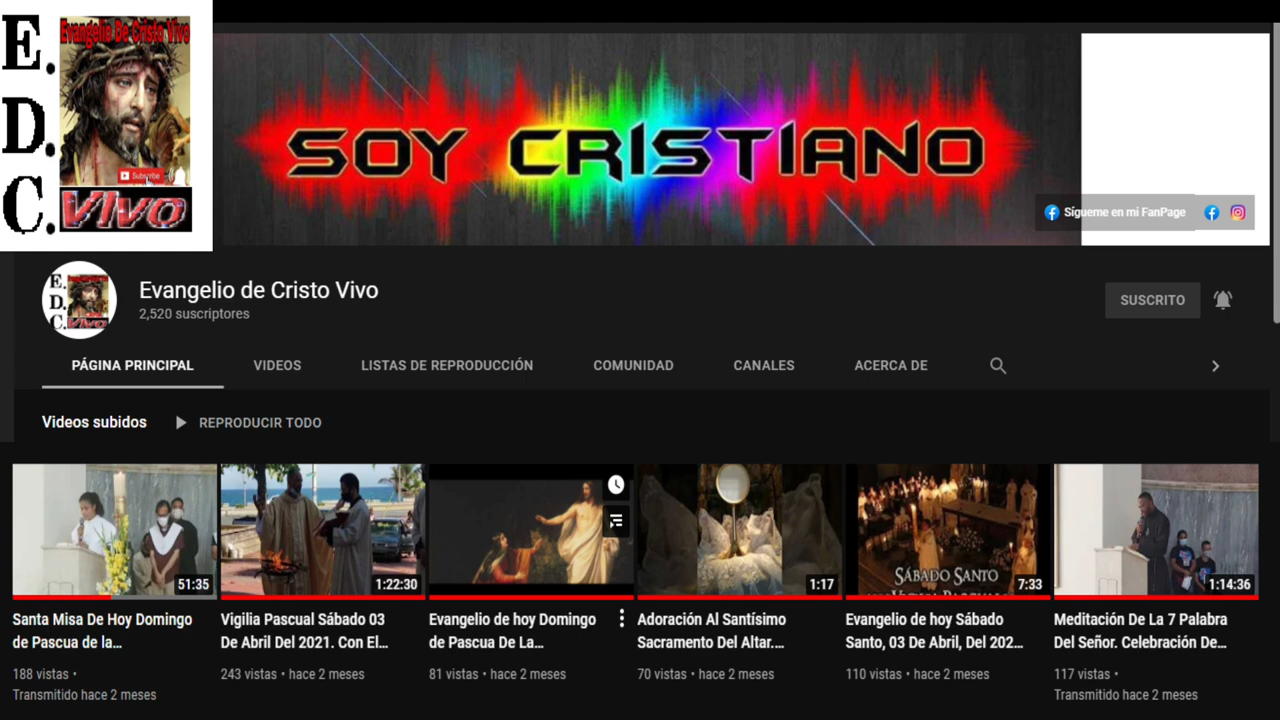 E.
D.
C.
Evangelio De Cristo Vivo
Subscribe
Vivo
SOY CRISTIANO
Sígueme en mi FanPage
E.
D.
C.
Vivo
Evangelio de Cristo Vivo
2,520 suscriptores
SUSCRITO
PÁGINA PRINCIPAL
VIDEOS
LISTAS DE REPRODUCCIÓN
COMUNIDAD
CANALES
ACERCA DE
Videos subidos
REPRODUCIR TODO
51:35
1:22:30
1:17
SÁBADO SANTO
7:33
1:14:36
Santa Misa De Hoy Domingo
de Pascua de la...
188 vistas •
Transmitido hace 2 meses
Vigilia Pascual Sábado 03
De Abril Del 2021. Con El...
243 vistas • hace 2 meses
Evangelio de hoy Domingo
de Pascua De La...
81 vistas • hace 2 meses
Adoración Al Santísimo
Sacramento Del Altar....
70 vistas • hace 2 meses
Evangelio de hoy Sábado
Santo, 03 De Abril, Del 202...
110 vistas • hace 2 meses
Meditación De La 7 Palabra
Del Señor. Celebración De...
117 vistas •
Transmitido hace 2 meses